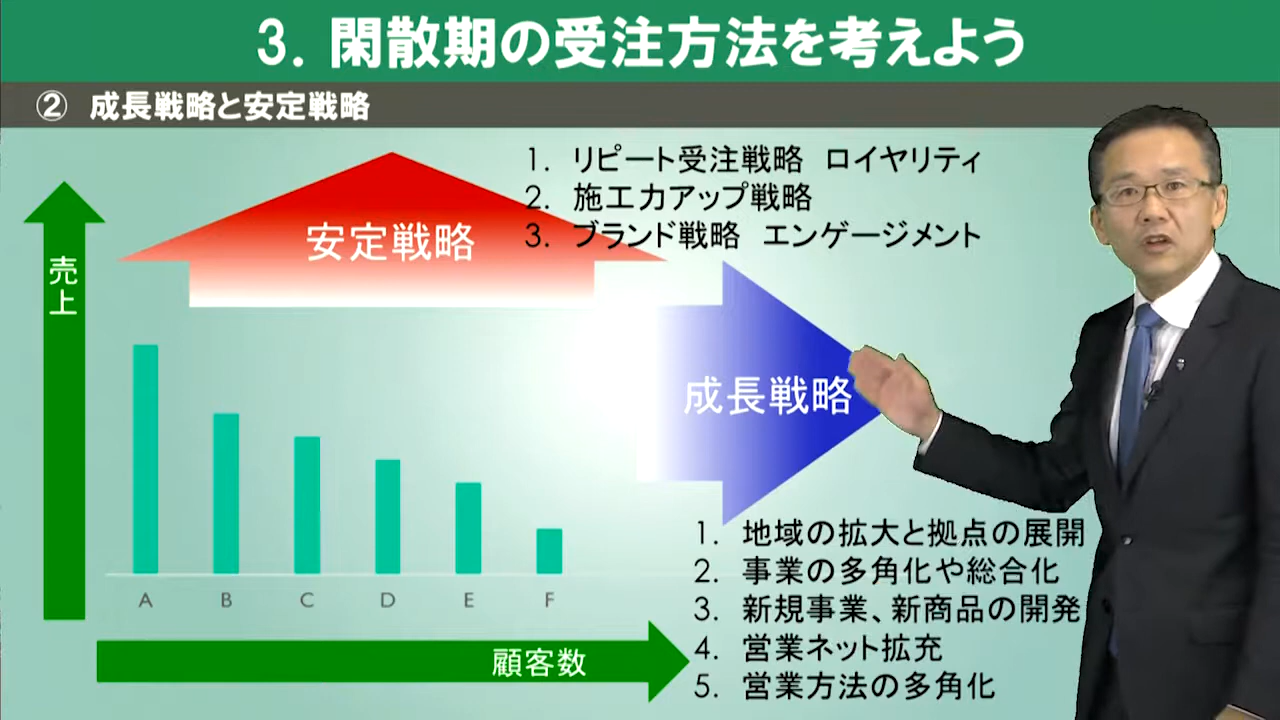 3. 閑散期の受注方法を考えよう
② 成長戦略と安定戦略
1. リピート受注戦略 ロイヤリティ
2. 施工力アップ戦略
3. ブランド戦略 エンゲージメント
安定戦略
売上
成長戦略
A B C D E F
顧客数
1. 地域の拡大と拠点の展開
2. 事業の多角化や総合化
3. 新規事業、新商品の開発
4. 営業ネット拡充
5. 営業方法の多角化